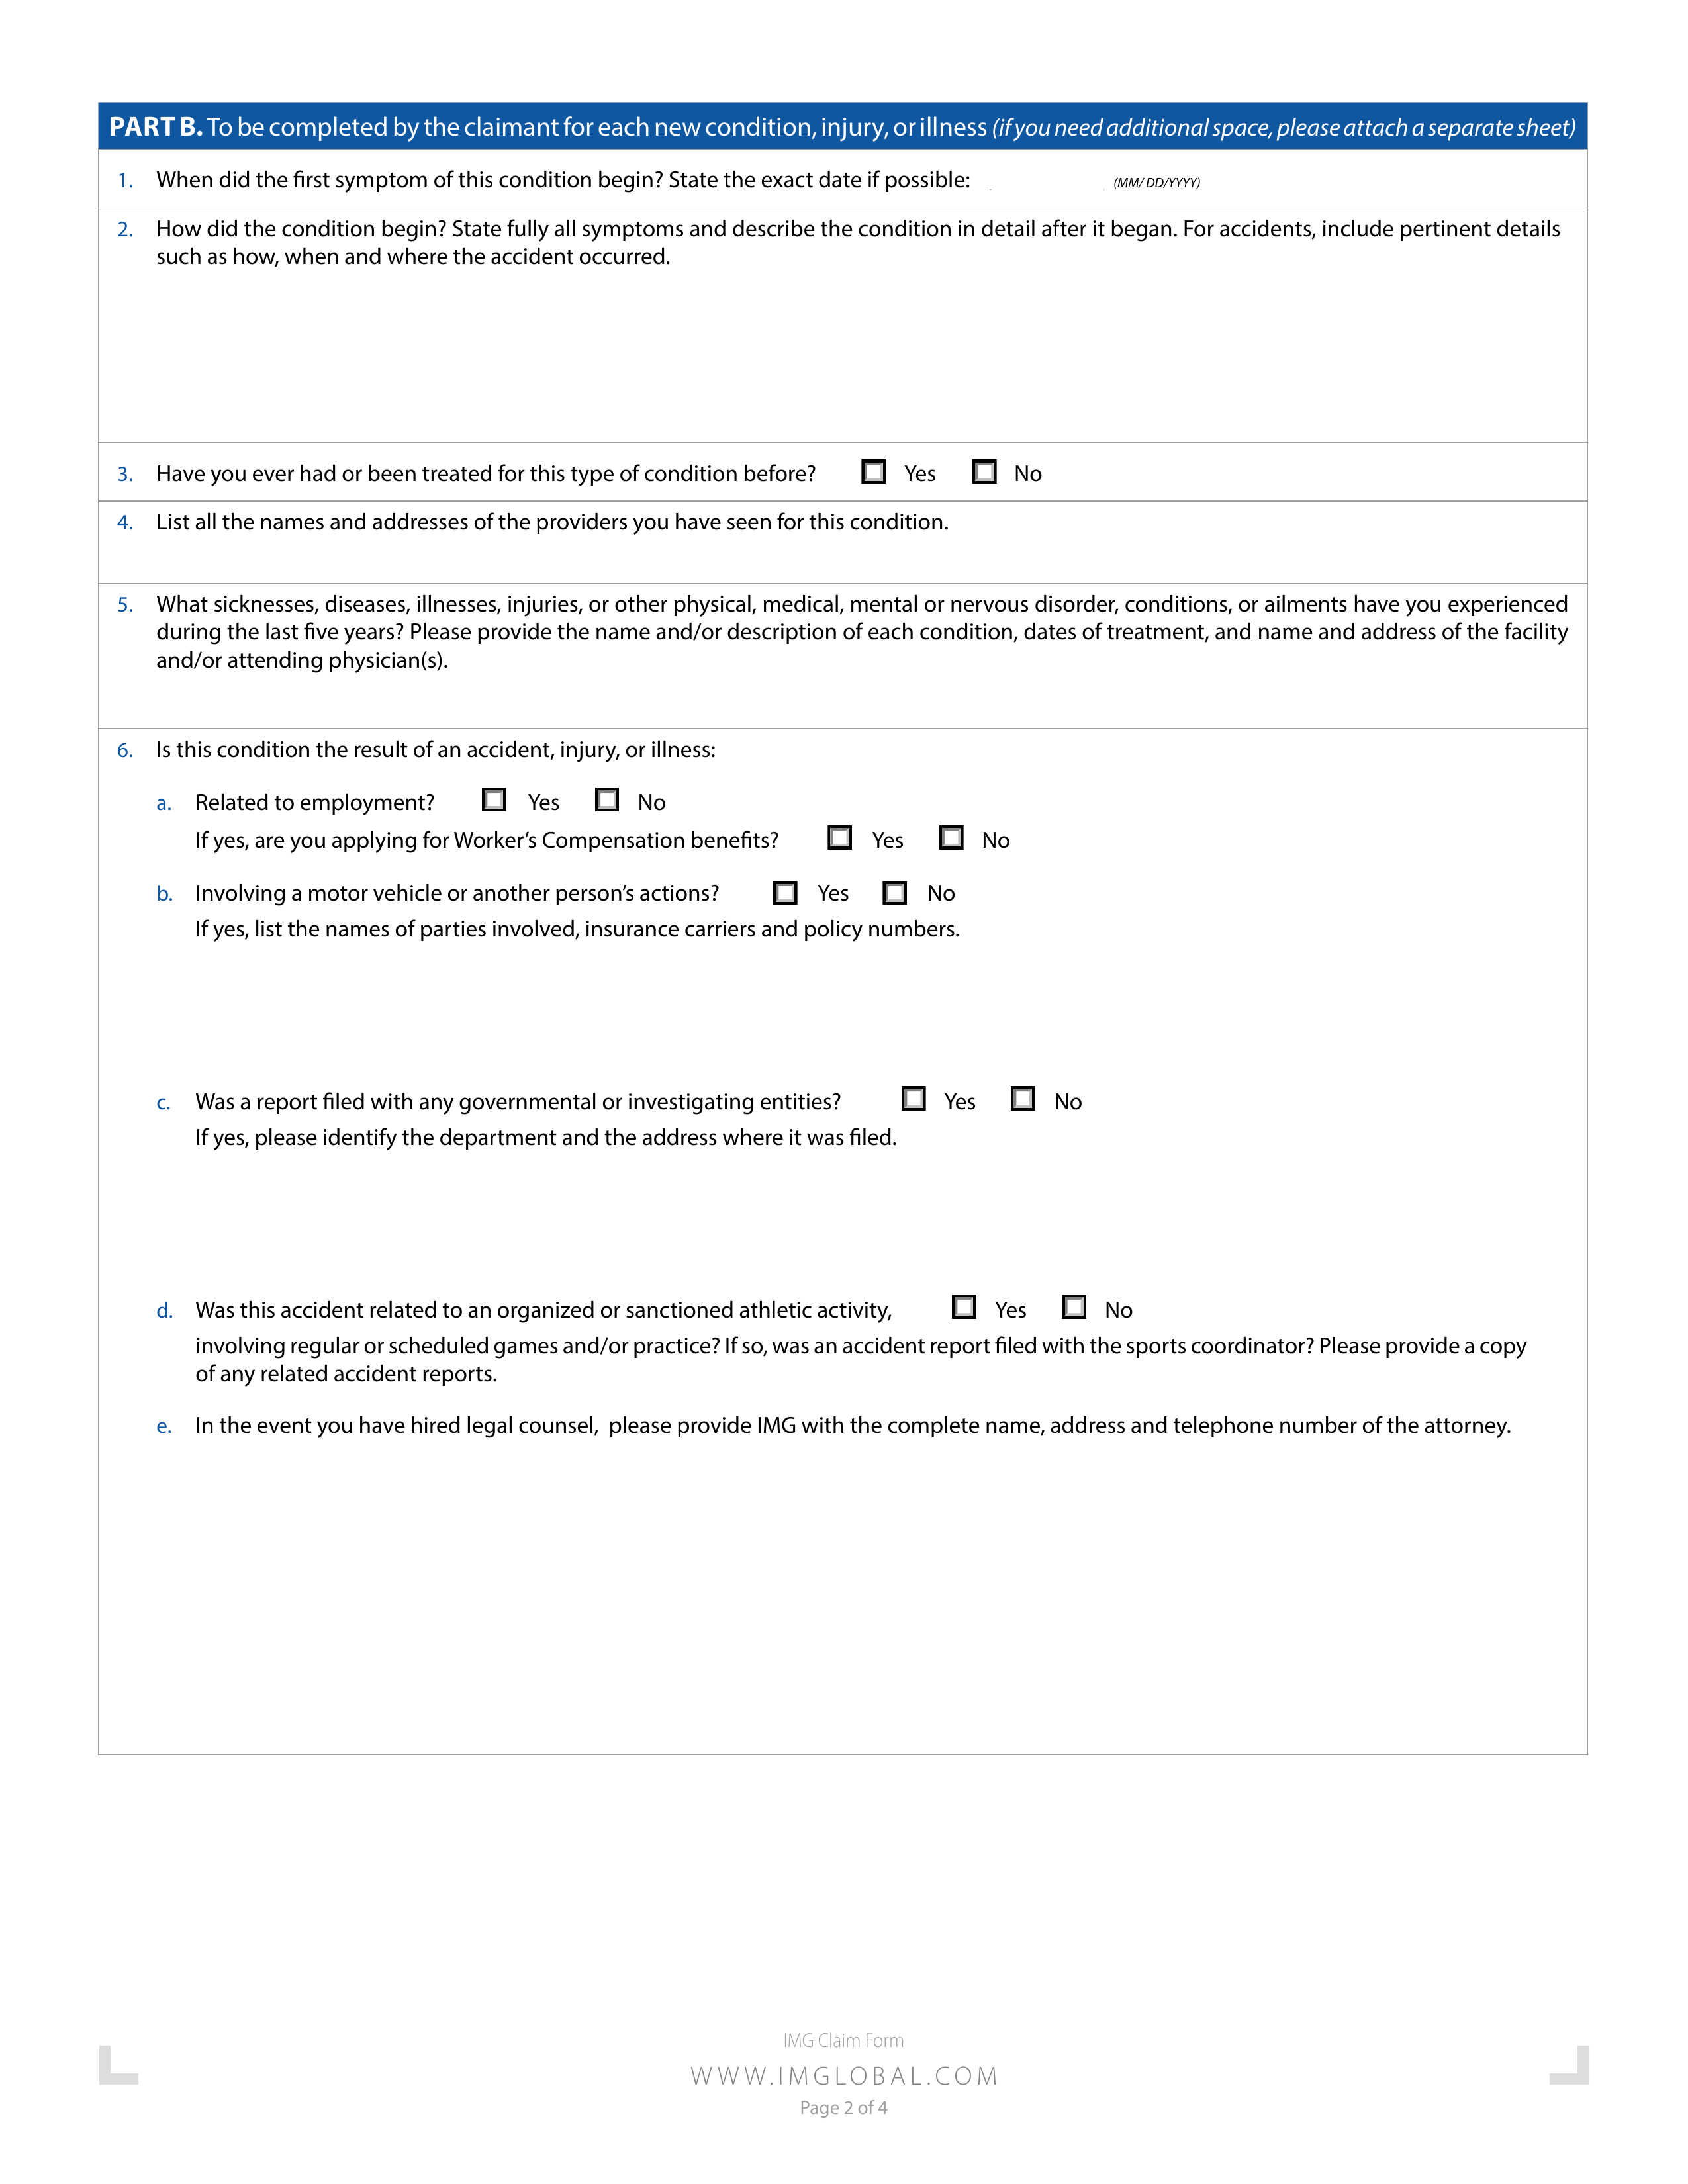 PART B. To be completed by the claimant for each new condition, injury, or illness (if you need additional space, please attach a separate sheet)
1. When did the first symptom of this condition begin? State the exact date if possible: (MM/DD/YYYY)
2. How did the condition begin? State fully all symptoms and describe the condition in detail after it began. For accidents, include pertinent details
such as how, when and where the accident occurred.
3. Have you ever had or been treated for this type of condition before? Yes No
4. List all the names and addresses of the providers you have seen for this condition.
5. What sicknesses, diseases, illnesses, injuries, or other physical, medical, mental or nervous disorder, conditions, or ailments have you experienced
during the last five years? Please provide the name and/or description of each condition, dates of treatment, and name and address of the facility
and/or attending physician(s).
6. Is this condition the result of an accident, injury, or illness:
a. Related to employment? Yes No
If yes, are you applying for Worker’s Compensation benefits? Yes No
b. Involving a motor vehicle or another person’s actions? Yes No
If yes, list the names of parties involved, insurance carriers and policy numbers.
c. Was a report filed with any governmental or investigating entities? Yes No
If yes, please identify the department and the address where it was filed.
d. Was this accident related to an organized or sanctioned athletic activity, Yes No
involving regular or scheduled games and/or practice? If so, was an accident report filed with the sports coordinator? Please provide a copy
of any related accident reports.
e. In the event you have hired legal counsel, please provide IMG with the complete name, address and telephone number of the attorney.
IMG Claim Form
WWW.IMGLOBAL.COM
Page 2 of 4